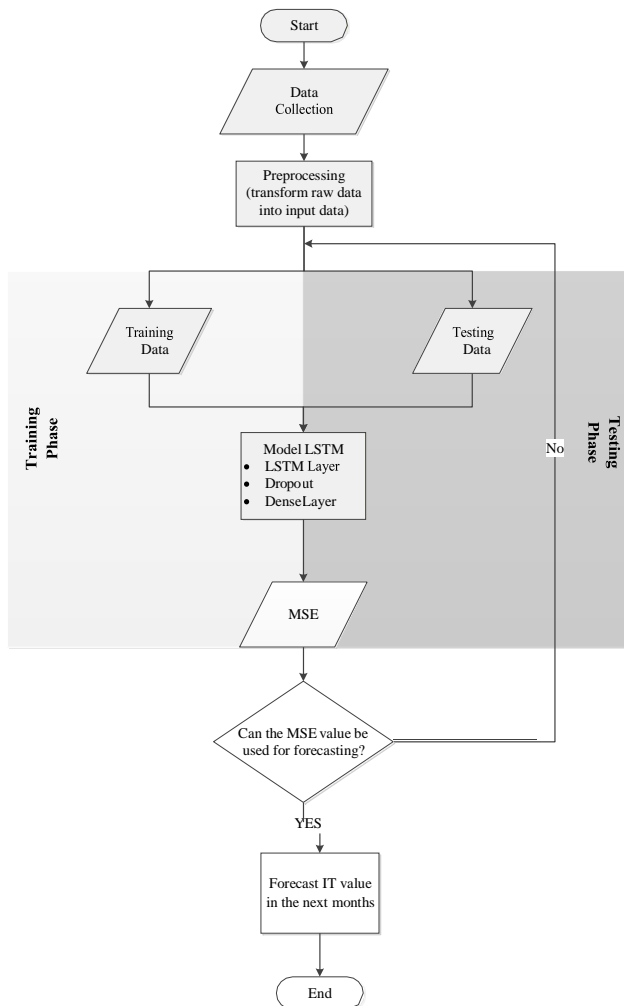 Start
Data
Collection
Preprocessing
(transform raw data
into input data)
Training
Data
Testing
Data
Training
Phase
Testing
Phase
Model LSTM
• LSTM Layer
• Dropout
• DenseLayer
No
MSE
Can the MSE value be
used for forecasting?
YES
Forecast IT value
in the next months
End